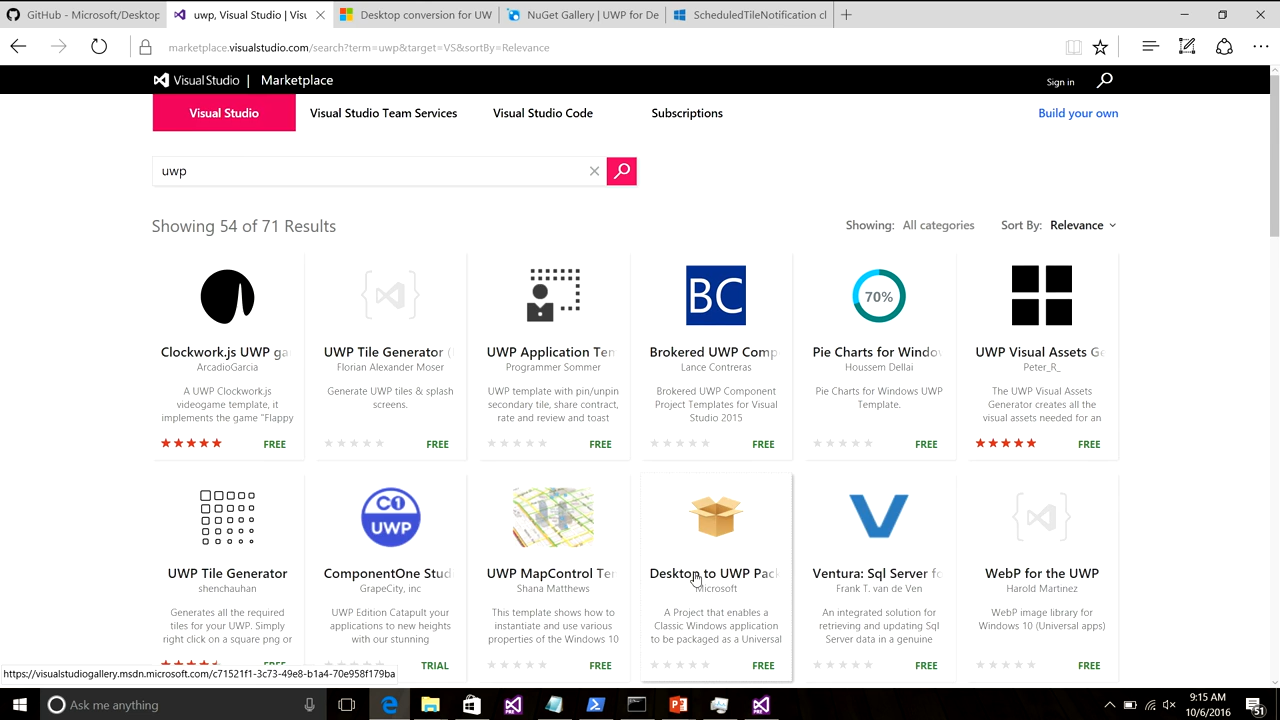 GitHub - Microsoft/Desktop
uwp, Visual Studio | Visu
Desktop conversion for UW
NuGet Gallery | UWP for De
ScheduledTileNotification cl
marketplace.visualstudio.com/search?term=uwp&target=VS&sortBy=Relevance
Visual Studio | Marketplace
Sign in
Visual Studio
Visual Studio Team Services
Visual Studio Code
Subscriptions
Build your own
uwp
Showing 54 of 71 Results
Showing: All categories
Sort By: Relevance
Clockwork.js UWP ga
ArcadioGarcia
A UWP Clockwork.js
videogame template, it
implements the game "Flappy
FREE
UWP Tile Generator (
Florian Alexander Moser
Generate UWP tiles & splash
screens.
FREE
UWP Application Tem
Programmer Sommer
UWP template with pin/unpin
secondary tile, share contract,
rate and review and toast
FREE
BC
Brokered UWP Comp
Lance Contreras
Brokered UWP Component
Project Templates for Visual
Studio 2015
FREE
70%
Pie Charts for Windo
Houssem Dellai
Pie Charts for Windows UWP
Template.
FREE
UWP Visual Assets G
Peter_R_
The UWP Visual Assets
Generator creates all the
visual assets needed for an
FREE
UWP Tile Generator
shenchauhan
Generates all the required
tiles for your UWP. Simply
right click on a square png or
FREE
C1
UWP
ComponentOne Stud
GrapeCity, inc
UWP Edition Catapult your
applications to new heights
with our stunning
TRIAL
UWP MapControl Te
Shana Matthews
This template shows how to
instantiate and use various
properties of the Windows 10
FREE
Desktop to UWP Pack
Microsoft
A Project that enables a
Classic Windows application
to be packaged as a Universal
FREE
Ventura: Sql Server fo
Frank T. van de Ven
An integrated solution for
retrieving and updating Sql
Server data in a genuine
FREE
WebP for the UWP
Harold Martinez
WebP image library for
Windows 10 (Universal apps)
FREE
https://visualstudiogallery.msdn.microsoft.com/c71521f1-3c73-49e8-b1a4-70e958f179ba
Ask me anything
9:15 AM
10/6/2016
51